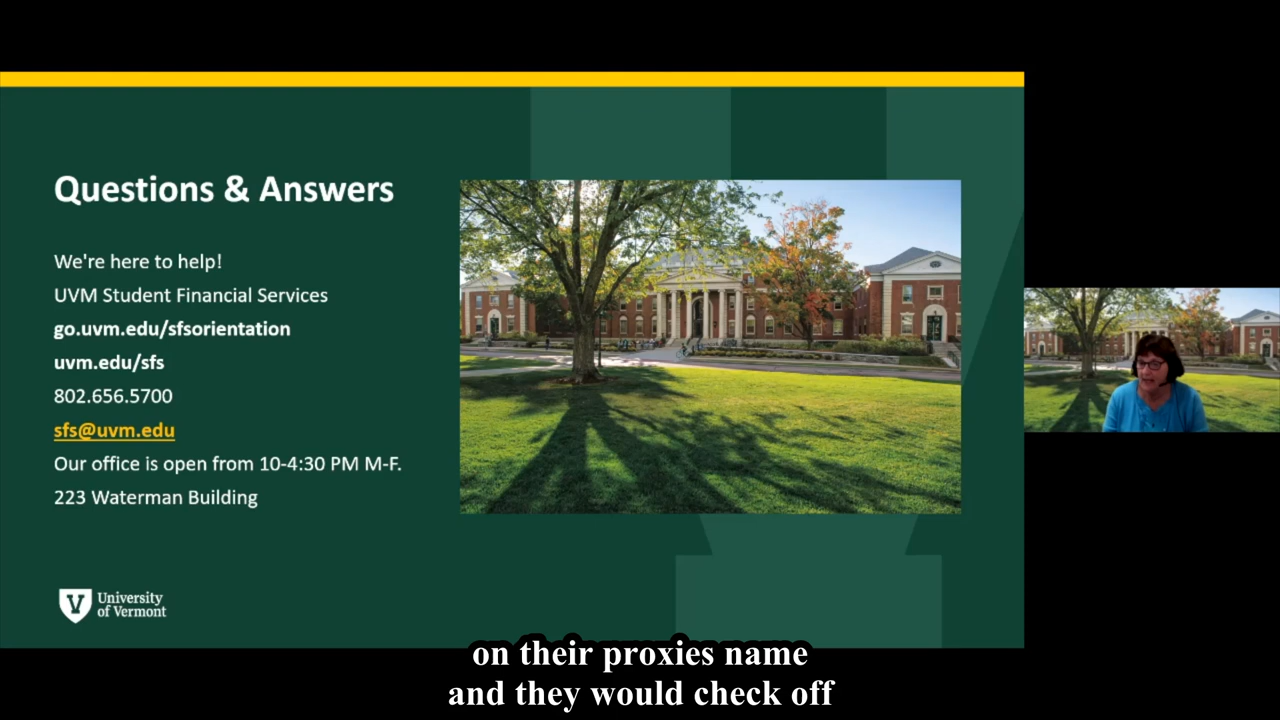 Questions & Answers
We're here to help!
UVM Student Financial Services
go.uvm.edu/sfsorientation
uvm.edu/sfs
802.656.5700
sfs@uvm.edu
Our office is open from 10-4:30 PM M-F.
223 Waterman Building
V University
of Vermont
on their proxies name
and they would check off